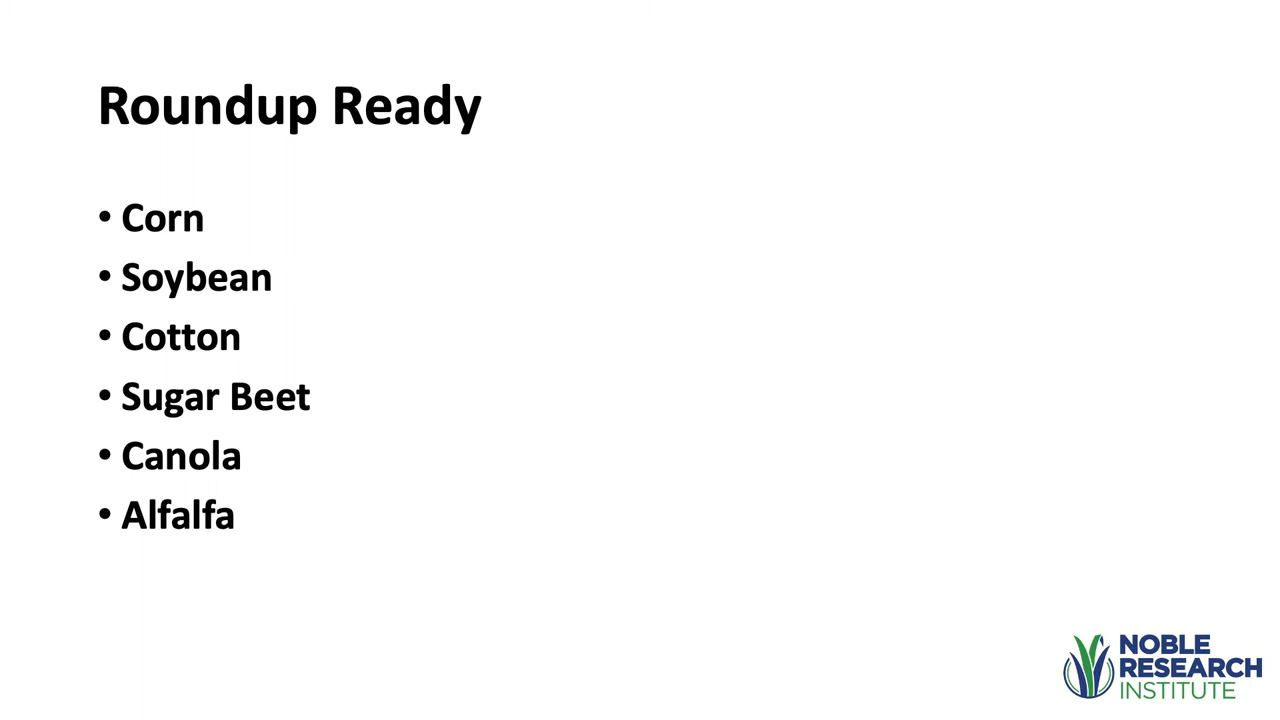 Roundup Ready
• Corn
• Soybean
• Cotton
• Sugar Beet
• Canola
• Alfalfa
NOBLE
RESEARCH
INSTITUTE